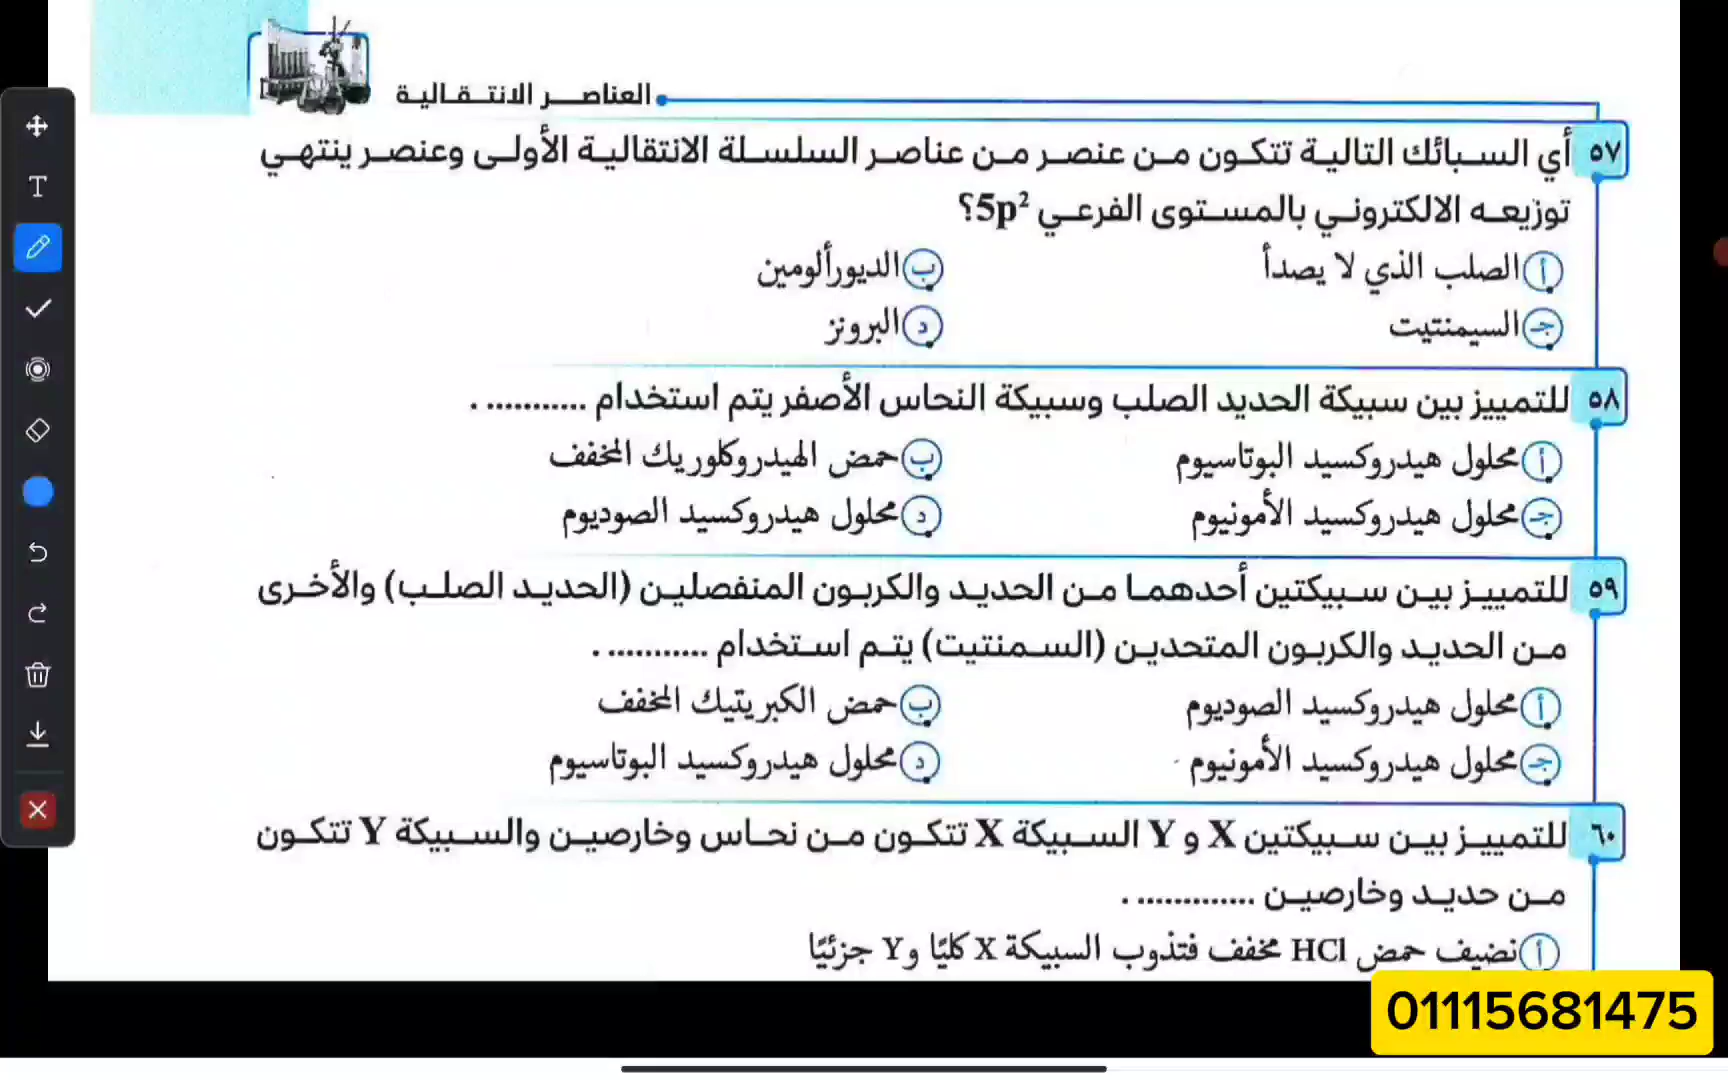 العناصر الانتقالية
٥٧ أي السبائك التالية تتكون من عنصر من عناصر السلسلة الانتقالية الأولى وعنصر ينتهي
توزيعه الالكتروني بالمستوى الفرعي 5p²؟
أ الصلب الذي لا يصدأ
ب الديورألومين
جـ السيمنتيت
د البرونز
٥٨ للتمييز بين سبيكة الحديد الصلب وسبيكة النحاس الأصفر يتم استخدام ........... .
أ محلول هيدروكسيد البوتاسيوم
ب حمض الهيدروكلوريك المخفف
جـ محلول هيدروكسيد الأمونيوم
د محلول هيدروكسيد الصوديوم
٥٩ للتمييز بين سبيكتين أحدهما من الحديد والكربون المنفصلين (الحديد الصلب) والأخرى
من الحديد والكربون المتحدين (السمنتيت) يتم استخدام ........... .
أ محلول هيدروكسيد الصوديوم
ب حمض الكبريتيك المخفف
جـ محلول هيدروكسيد الأمونيوم
د محلول هيدروكسيد البوتاسيوم
٦٠ للتمييز بين سبيكتين X و Y السبيكة X تتكون من نحاس وخارصين والسبيكة Y تتكون
من حديد وخارصين ............. .
أ نضيف حمض HCl مخفف فتذوب السبيكة X كليًا و Y جزئيًا
01115681475
T